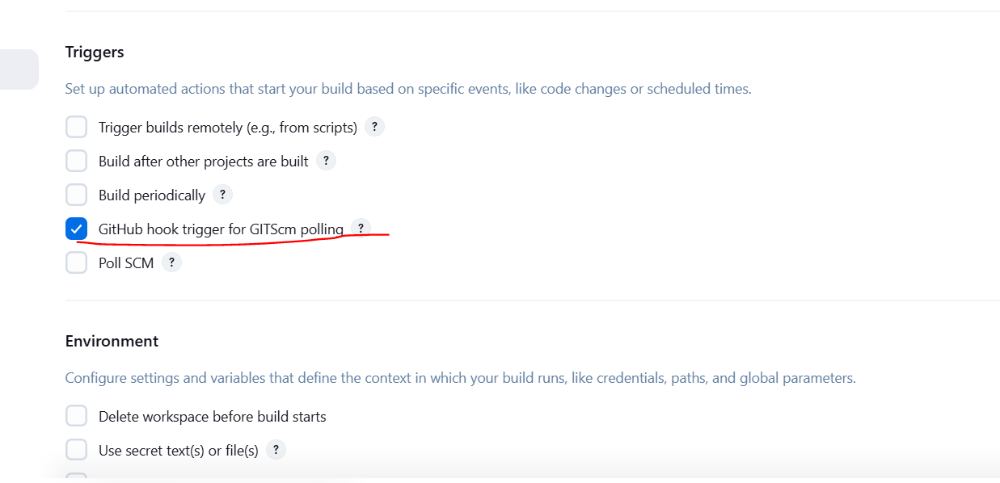 Triggers
Set up automated actions that start your build based on specific events, like code changes or scheduled times.
Trigger builds remotely (e.g., from scripts) ?
Build after other projects are built ?
Build periodically ?
GitHub hook trigger for GITScm polling ?
Poll SCM ?
Environment
Configure settings and variables that define the context in which your build runs, like credentials, paths, and global parameters.
Delete workspace before build starts
Use secret text(s) or file(s) ?